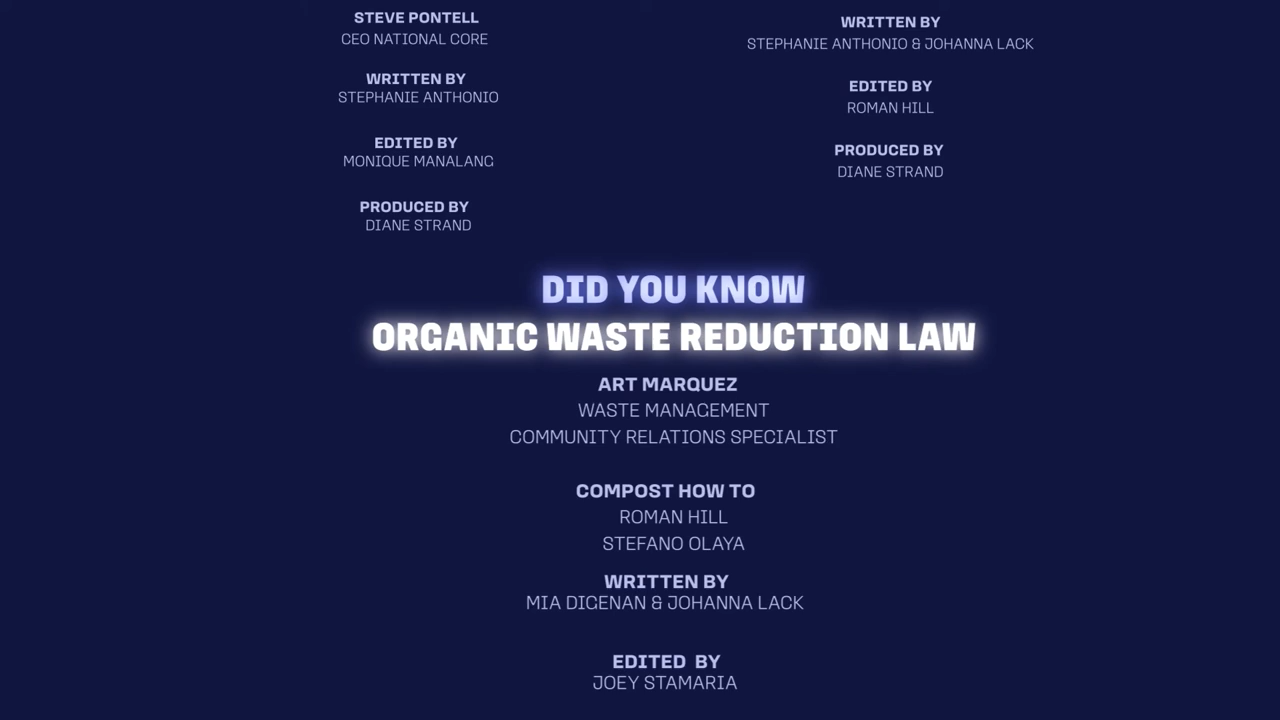 STEVE PONTELL
CEO NATIONAL CORE
WRITTEN BY
STEPHANIE ANTHONIO
EDITED BY
MONIQUE MANALANG
PRODUCED BY
DIANE STRAND
WRITTEN BY
STEPHANIE ANTHONIO & JOHANNA LACK
EDITED BY
ROMAN HILL
PRODUCED BY
DIANE STRAND
DID YOU KNOW
ORGANIC WASTE REDUCTION LAW
ART MARQUEZ
WASTE MANAGEMENT
COMMUNITY RELATIONS SPECIALIST
COMPOST HOW TO
ROMAN HILL
STEFANO OLAYA
WRITTEN BY
MIA DIGENAN & JOHANNA LACK
EDITED BY
JOEY STAMARIA